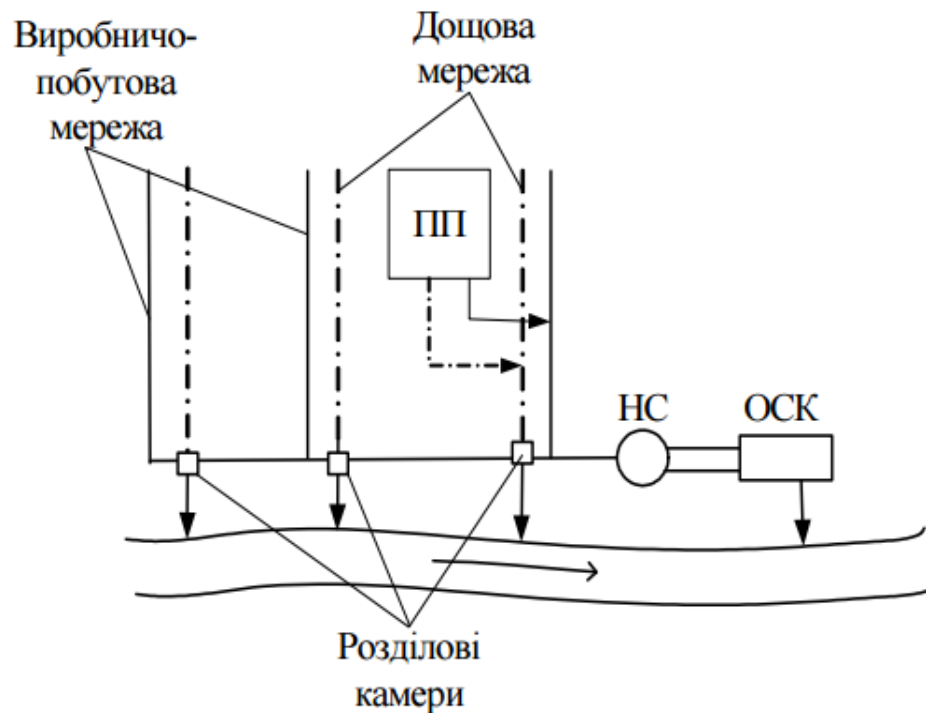 Виробничо-
побутова
мережа
Дощова
мережа
ПП
НС
ОСК
Розділові
камери